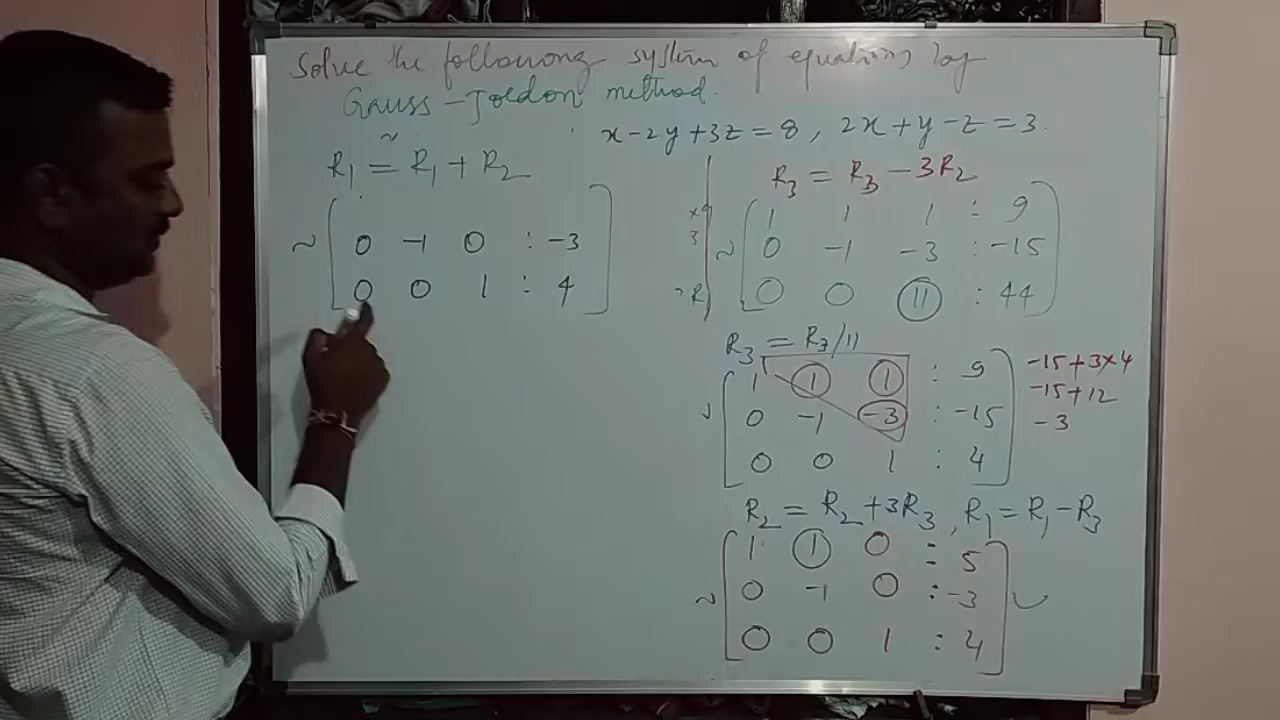 Solve the following system of equations by
Gauss-Jordon method.
x-2y+3z=8, 2x+y-z=3
R1 = R1 + R2
~ [
0 -1 0 : -3
0 0 1 : 4 ]
R3 = R3 - 3R2
~ [ 1 1 1 : 9
0 -1 -3 : -15
0 0 11 : 44 ]
R3 = R3/11
[ 1 1 1 : 9
0 -1 -3 : -15
0 0 1 : 4 ]
-15+3×4
-15+12
-3
R2 = R2+3R3, R1 = R1-R3
~ [ 1 1 0 : 5
0 -1 0 : -3
0 0 1 : 4 ]